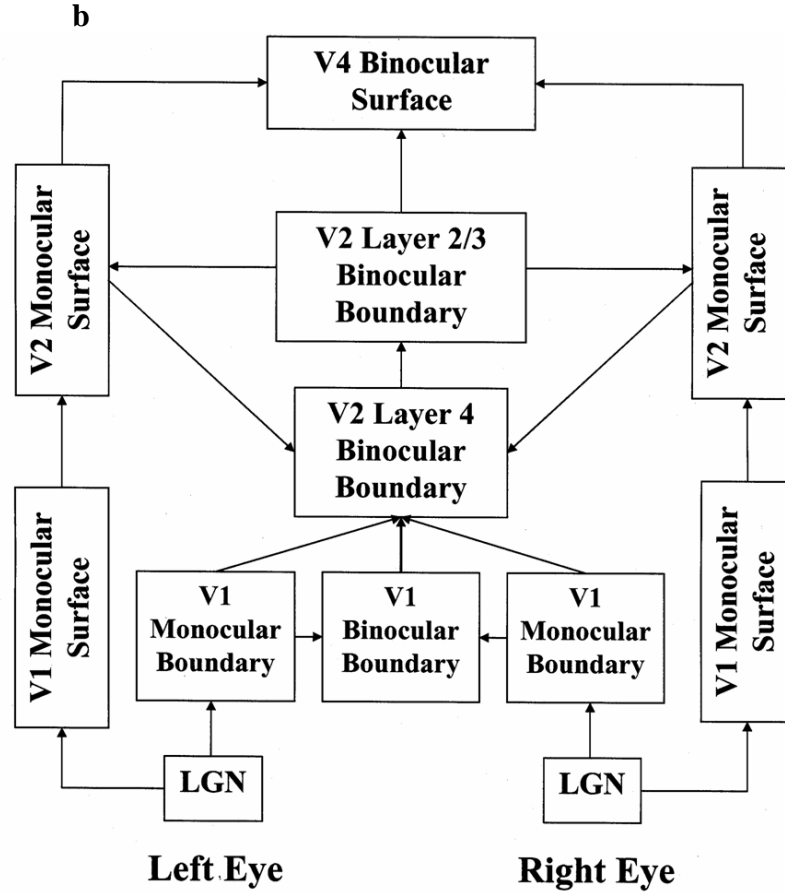 b
V4 Binocular
Surface
V2 Monocular
Surface
V2 Layer 2/3
Binocular
Boundary
V2 Monocular
Surface
V2 Layer 4
Binocular
Boundary
V1 Monocular
Surface
V1
Monocular
Boundary
V1
Binocular
Boundary
V1
Monocular
Boundary
V1 Monocular
Surface
LGN
LGN
Left Eye
Right Eye